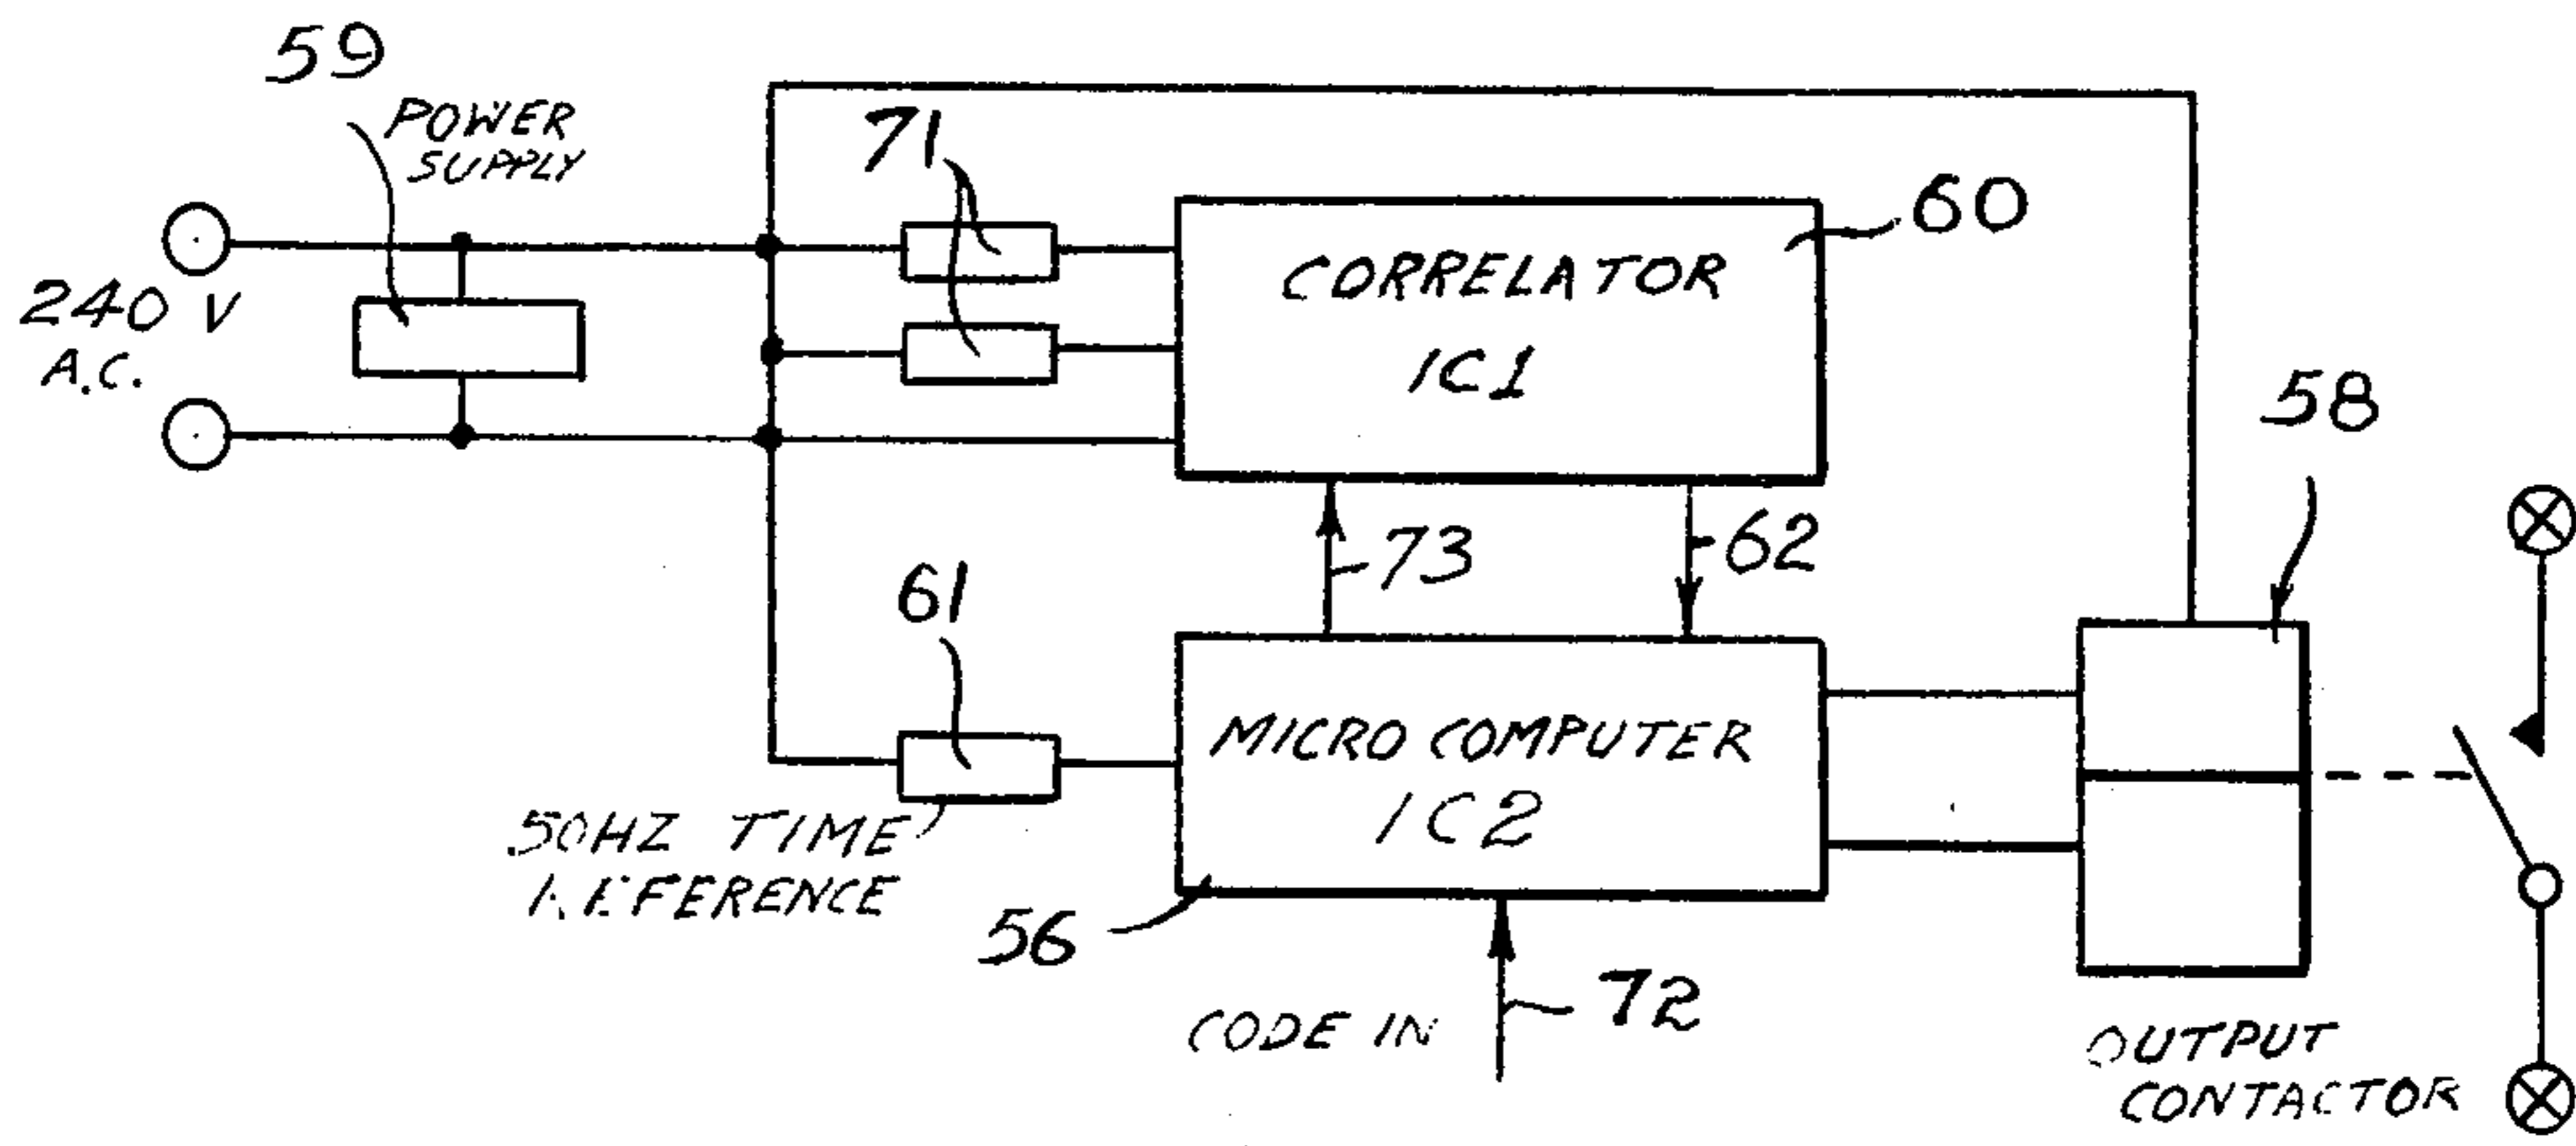 59
POWER
SUPPLY
71
60
240 V
A.C.
CORRELATOR
IC1
58
73
62
61
MICRO COMPUTER
IC2
50HZ TIME
REFERENCE
56
72
CODE IN
OUTPUT
CONTACTOR